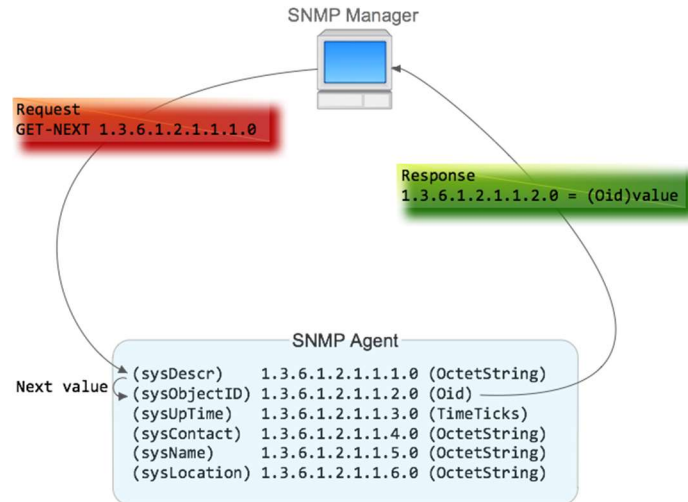 SNMP Manager
Request
GET-NEXT 1.3.6.1.2.1.1.1.0
Response
1.3.6.1.2.1.1.2.0 = (Oid)value
SNMP Agent
(sysDescr) 1.3.6.1.2.1.1.1.0 (OctetString)
Next value
(sysObjectID) 1.3.6.1.2.1.1.2.0 (Oid)
(sysUpTime) 1.3.6.1.2.1.1.3.0 (TimeTicks)
(sysContact) 1.3.6.1.2.1.1.4.0 (OctetString)
(sysName) 1.3.6.1.2.1.1.5.0 (OctetString)
(sysLocation) 1.3.6.1.2.1.1.6.0 (OctetString)